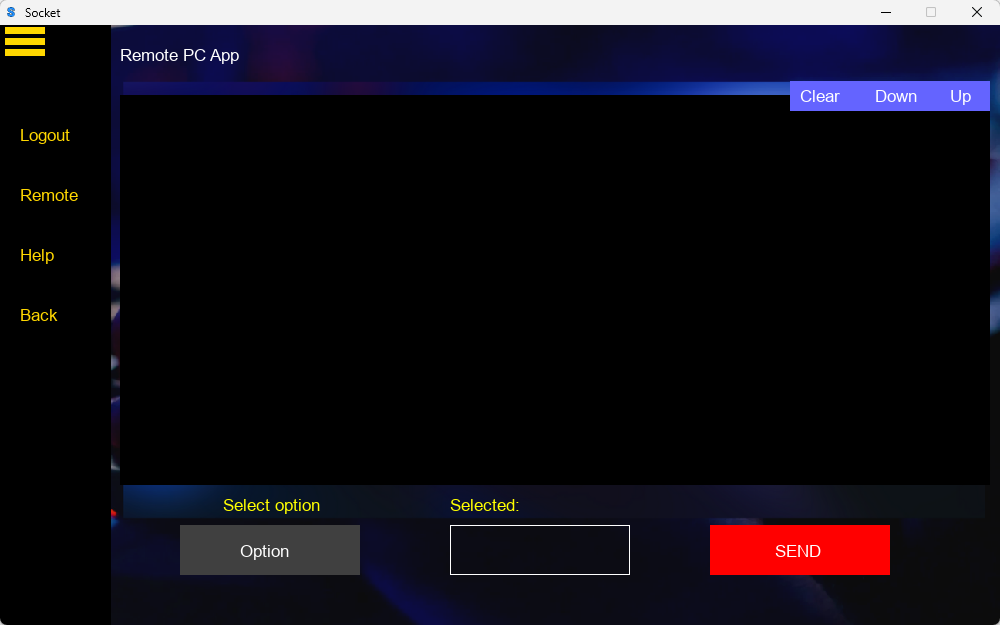 Socket
Remote PC App
Clear Down Up
Logout
Remote
Help
Back
Select option Selected:
Option SEND